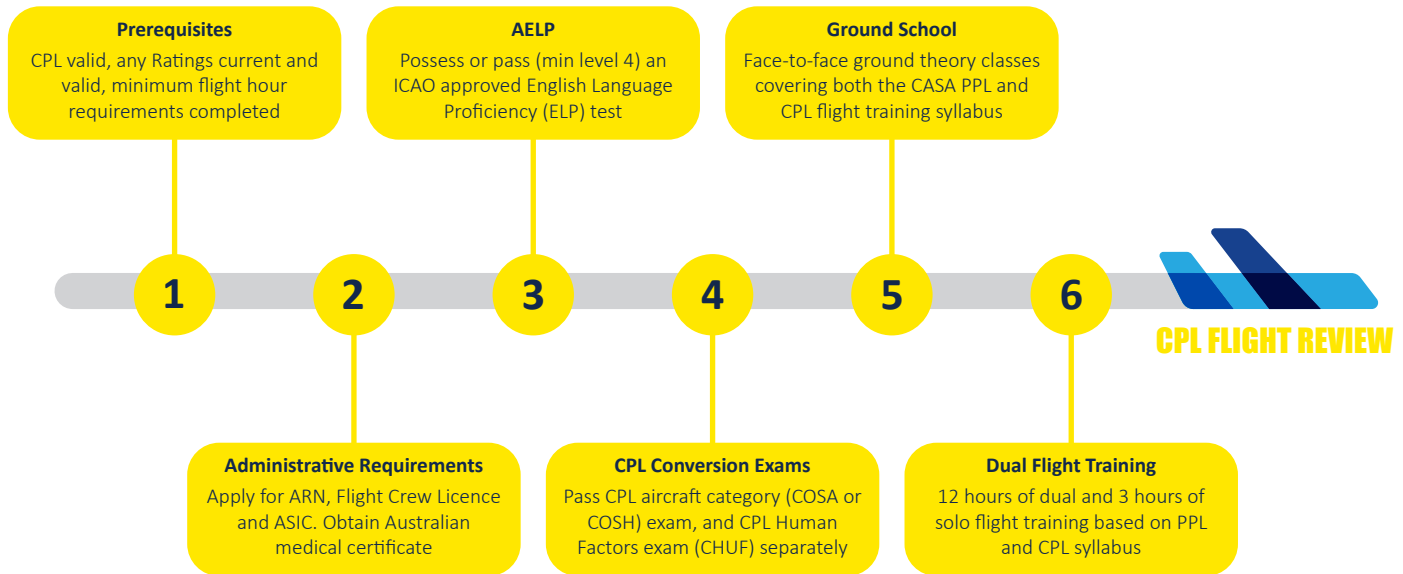 Prerequisites
CPL valid, any Ratings current and
valid, minimum flight hour
requirements completed
AELP
Possess or pass (min level 4) an
ICAO approved English Language
Proficiency (ELP) test
Ground School
Face-to-face ground theory classes
covering both the CASA PPL and
CPL flight training syllabus
1
2
3
4
5
6
CPL FLIGHT REVIEW
Administrative Requirements
Apply for ARN, Flight Crew Licence
and ASIC. Obtain Australian
medical certificate
CPL Conversion Exams
Pass CPL aircraft category (COSA or
COSH) exam, and CPL Human
Factors exam (CHUF) separately
Dual Flight Training
12 hours of dual and 3 hours of
solo flight training based on PPL
and CPL syllabus